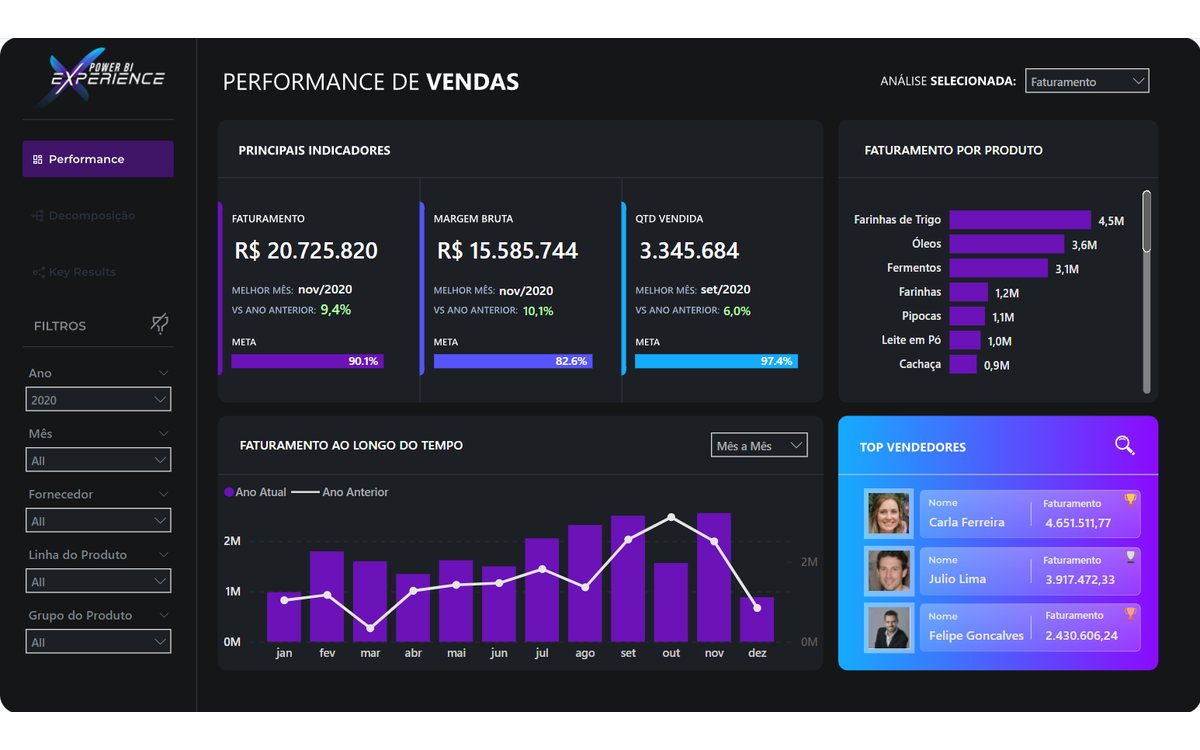 POWER BI
EXPERIENCE
Performance
Decomposição
Key Results
FILTROS
Ano
2020
Mês
All
Fornecedor
All
Linha do Produto
All
Grupo do Produto
All
PERFORMANCE DE VENDAS
ANÁLISE SELECIONADA: Faturamento
PRINCIPAIS INDICADORES
FATURAMENTO
R$ 20.725.820
MELHOR MÊS: nov/2020
VS ANO ANTERIOR: 9,4%
META
90.1%
MARGEM BRUTA
R$ 15.585.744
MELHOR MÊS: nov/2020
VS ANO ANTERIOR: 10,1%
META
82.6%
QTD VENDIDA
3.345.684
MELHOR MÊS: set/2020
VS ANO ANTERIOR: 6,0%
META
97.4%
FATURAMENTO POR PRODUTO
Farinhas de Trigo 4,5M
Óleos 3,6M
Fermentos 3,1M
Farinhas 1,2M
Pipocas 1,1M
Leite em Pó 1,0M
Cachaça 0,9M
FATURAMENTO AO LONGO DO TEMPO
Mês a Mês
Ano Atual Ano Anterior
2M
1M
0M
2M
0M
jan fev mar abr mai jun jul ago set out nov dez
TOP VENDEDORES
Nome Faturamento
Carla Ferreira 4.651.511,77
Nome Faturamento
Julio Lima 3.917.472,33
Nome Faturamento
Felipe Goncalves 2.430.606,24